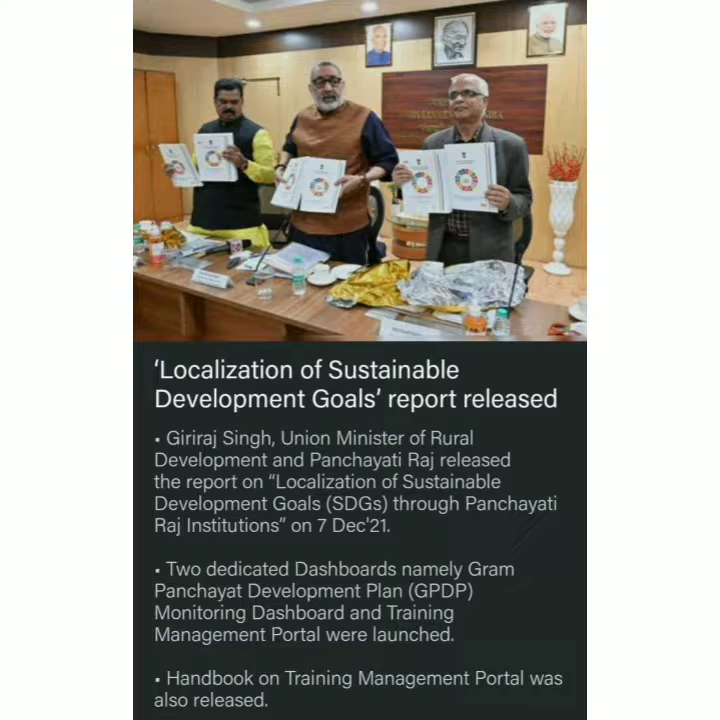 ‘Localization of Sustainable
Development Goals’ report released
• Giriraj Singh, Union Minister of Rural
Development and Panchayati Raj released
the report on “Localization of Sustainable
Development Goals (SDGs) through Panchayati
Raj Institutions” on 7 Dec'21.
• Two dedicated Dashboards namely Gram
Panchayat Development Plan (GPDP)
Monitoring Dashboard and Training
Management Portal were launched.
• Handbook on Training Management Portal was
also released.